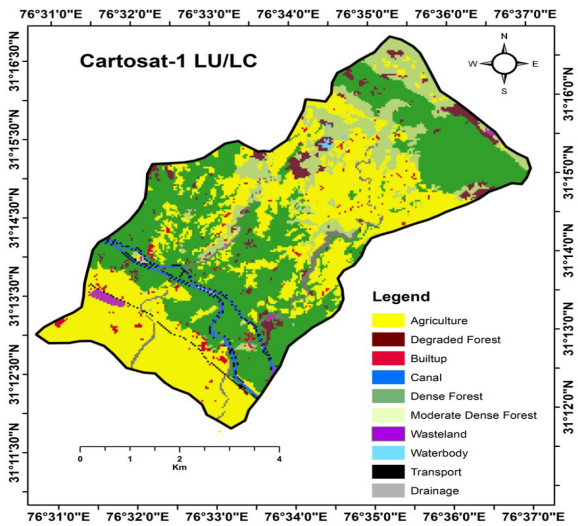 76°31'0"E 76°32'0"E 76°33'0"E 76°34'0"E 76°35'0"E 76°36'0"E 76°37'0"E
Cartosat-1 LU/LC
N
W E
S
31°16'30"N
31°15'30"N
31°14'30"N
31°13'30"N
31°12'30"N
31°11'30"N
31°16'0"N
31°15'0"N
31°14'0"N
31°13'0"N
31°12'0"N
Legend
Agriculture
Degraded Forest
Builtup
Canal
Dense Forest
Moderate Dense Forest
Wasteland
Waterbody
Transport
Drainage
0 1 2 4
Km
76°31'0"E 76°32'0"E 76°33'0"E 76°34'0"E 76°35'0"E 76°36'0"E 76°37'0"E